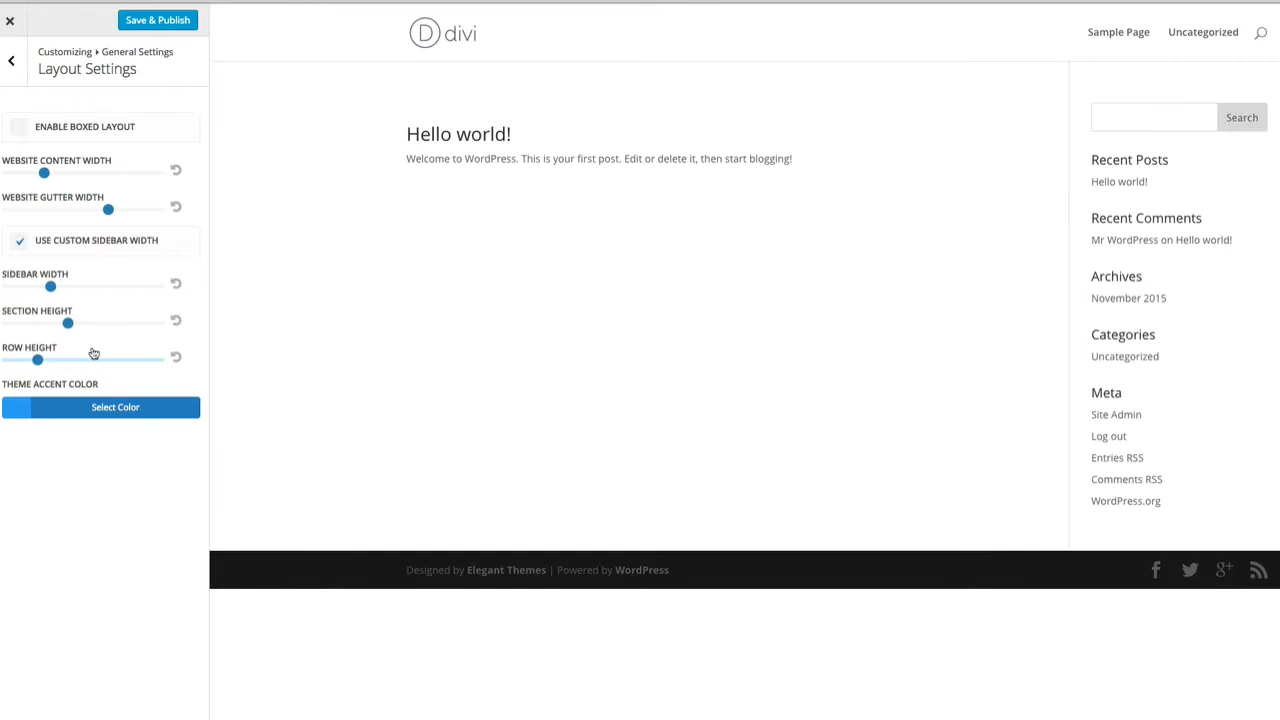 Save & Publish
Customizing ▸ General Settings
Layout Settings
ENABLE BOXED LAYOUT
WEBSITE CONTENT WIDTH
WEBSITE GUTTER WIDTH
USE CUSTOM SIDEBAR WIDTH
SIDEBAR WIDTH
SECTION HEIGHT
ROW HEIGHT
THEME ACCENT COLOR
Select Color
D divi
Sample Page
Uncategorized
Hello world!
Welcome to WordPress. This is your first post. Edit or delete it, then start blogging!
Search
Recent Posts
Hello world!
Recent Comments
Mr WordPress on Hello world!
Archives
November 2015
Categories
Uncategorized
Meta
Site Admin
Log out
Entries RSS
Comments RSS
WordPress.org
Designed by Elegant Themes | Powered by WordPress